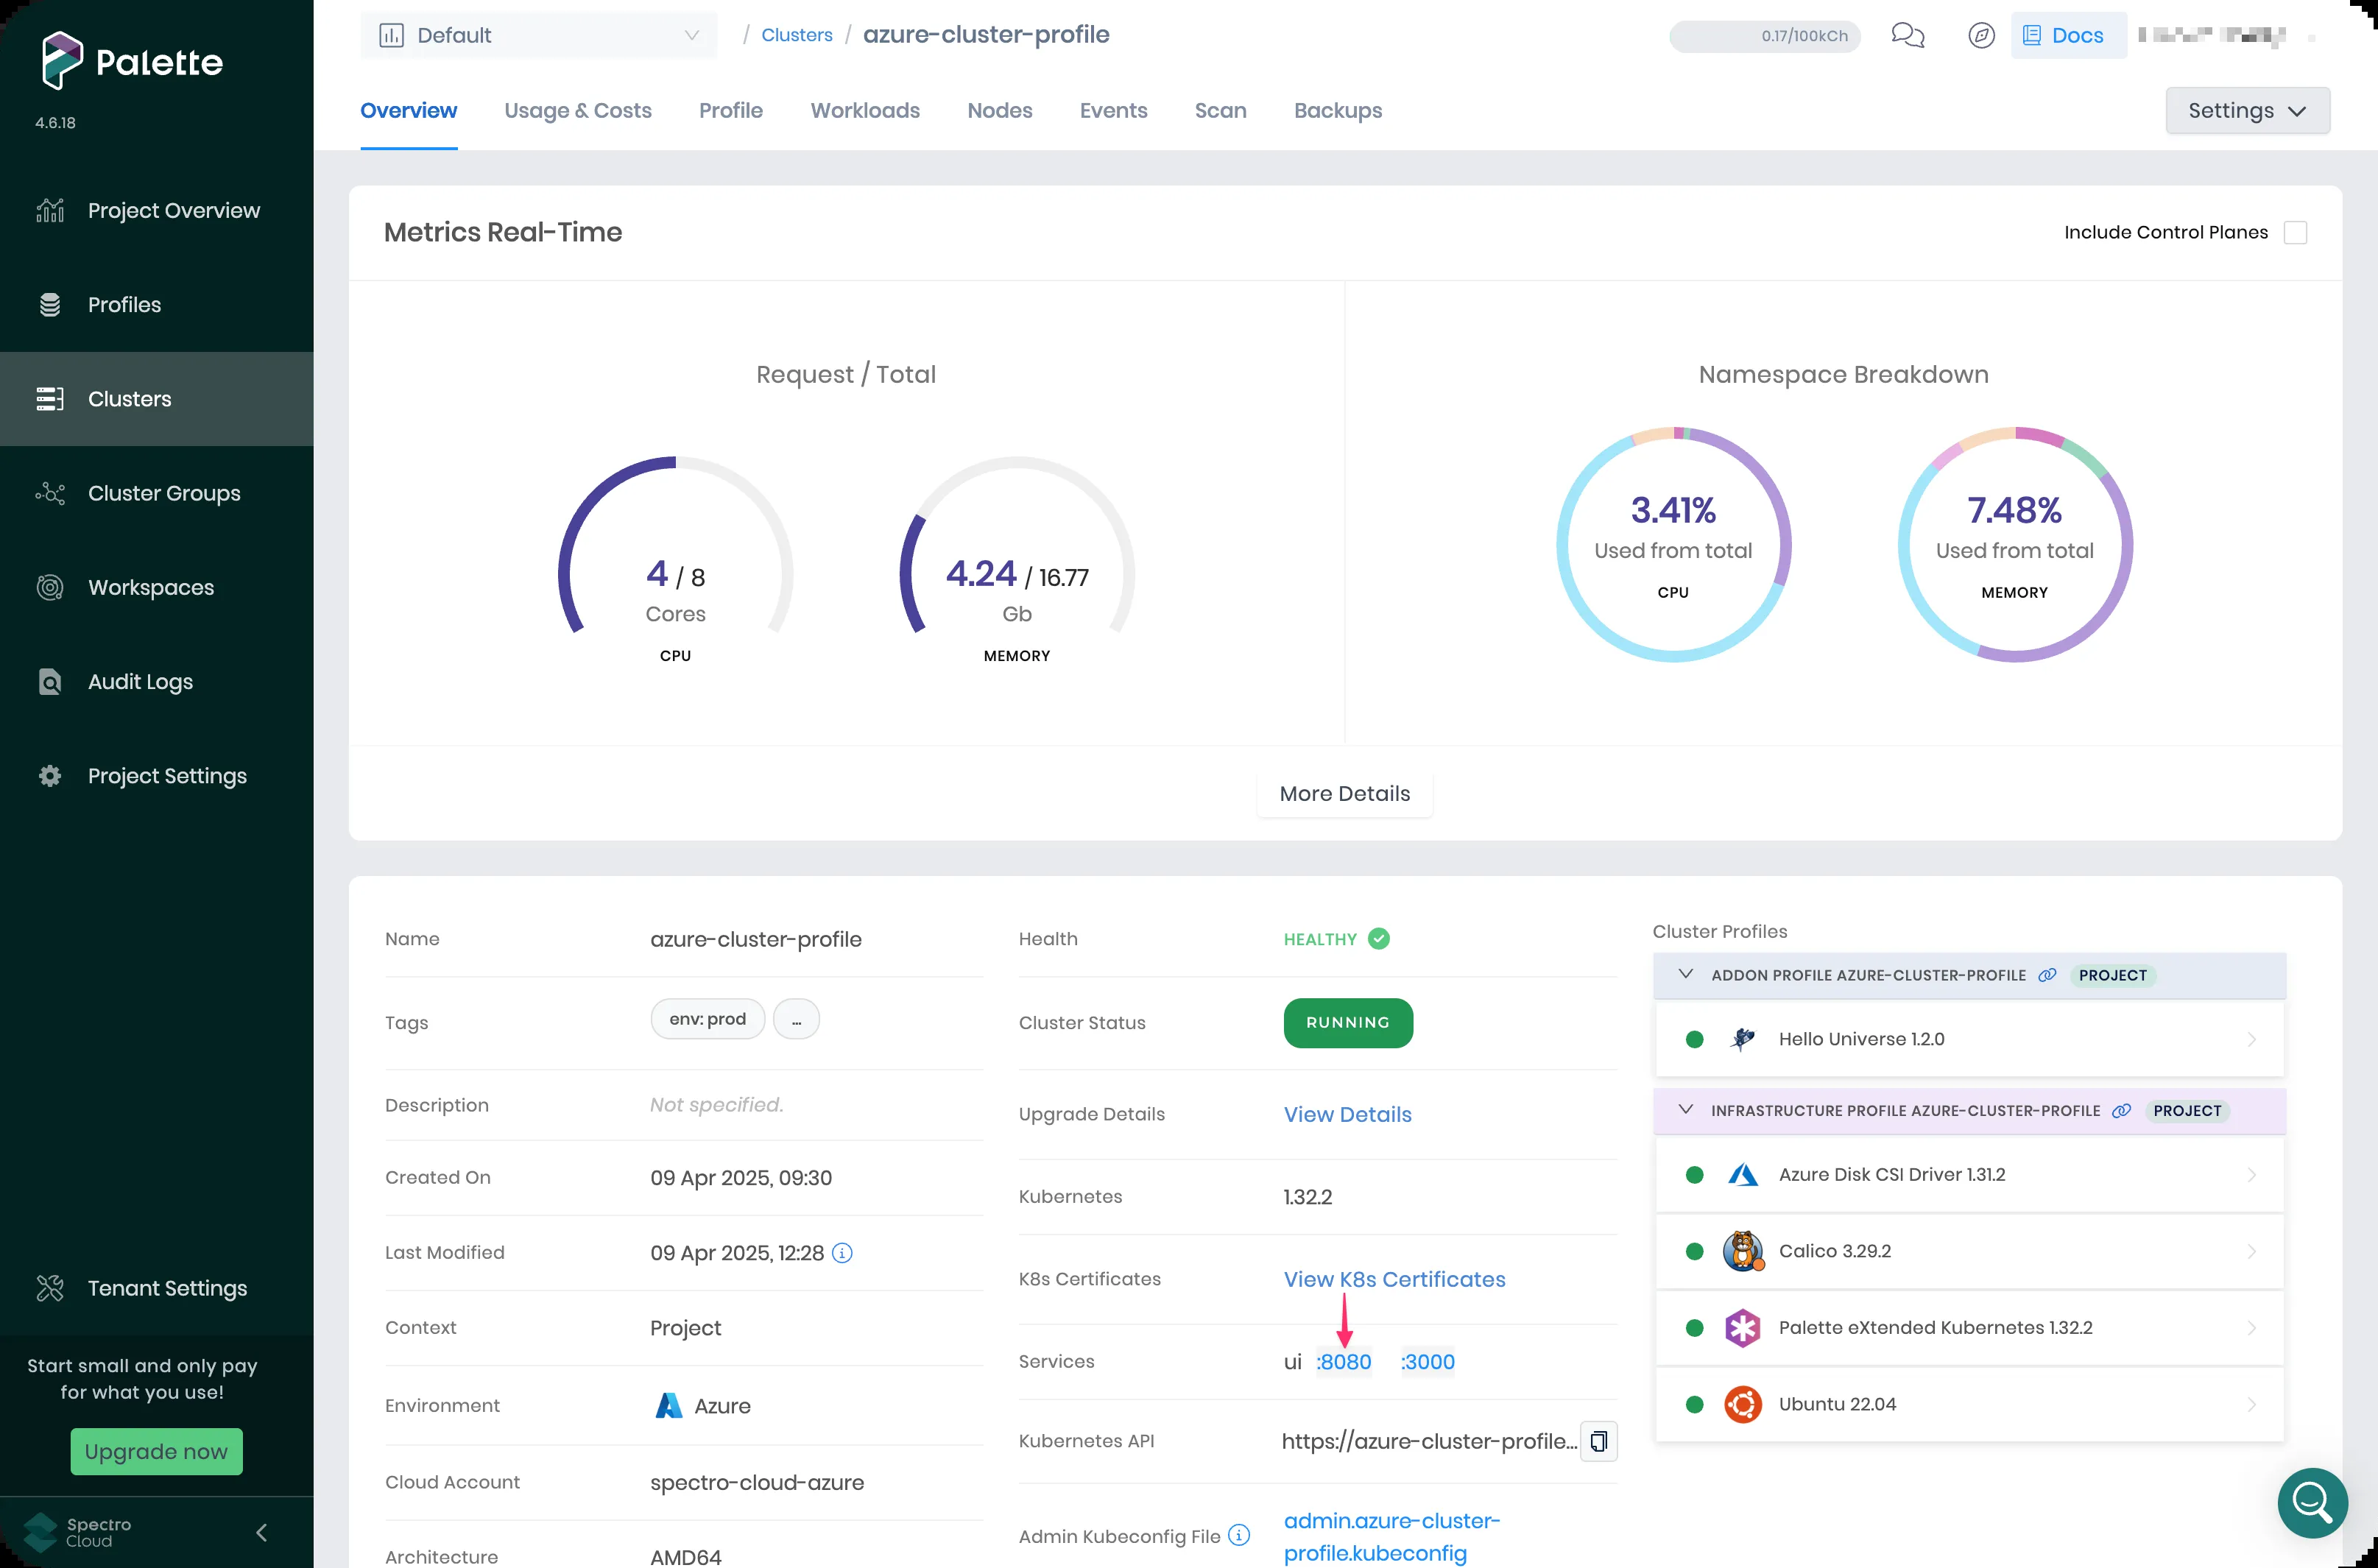 Palette
4.6.18
Project Overview
Profiles
Clusters
Cluster Groups
Workspaces
Audit Logs
Project Settings
Tenant Settings
Start small and only pay
for what you use!
Upgrade now
Spectro
Cloud
Default
/ Clusters / azure-cluster-profile
0.17/100kCh
Docs
Overview
Usage & Costs
Profile
Workloads
Nodes
Events
Scan
Backups
Settings
Metrics Real-Time
Include Control Planes
Request / Total
4 / 8
Cores
CPU
4.24 / 16.77
Gb
MEMORY
Namespace Breakdown
3.41%
Used from total
CPU
7.48%
Used from total
MEMORY
More Details
Name
azure-cluster-profile
Tags
env: prod
...
Description
Not specified.
Created On
09 Apr 2025, 09:30
Last Modified
09 Apr 2025, 12:28
Context
Project
Environment
Azure
Cloud Account
spectro-cloud-azure
Architecture
AMD64
Health
HEALTHY
Cluster Status
RUNNING
Upgrade Details
View Details
Kubernetes
1.32.2
K8s Certificates
View K8s Certificates
Services
ui :8080 :3000
Kubernetes API
https://azure-cluster-profile...
Admin Kubeconfig File
admin.azure-cluster-
profile.kubeconfig
Cluster Profiles
ADDON PROFILE AZURE-CLUSTER-PROFILE PROJECT
Hello Universe 1.2.0
INFRASTRUCTURE PROFILE AZURE-CLUSTER-PROFILE PROJECT
Azure Disk CSI Driver 1.31.2
Calico 3.29.2
Palette eXtended Kubernetes 1.32.2
Ubuntu 22.04